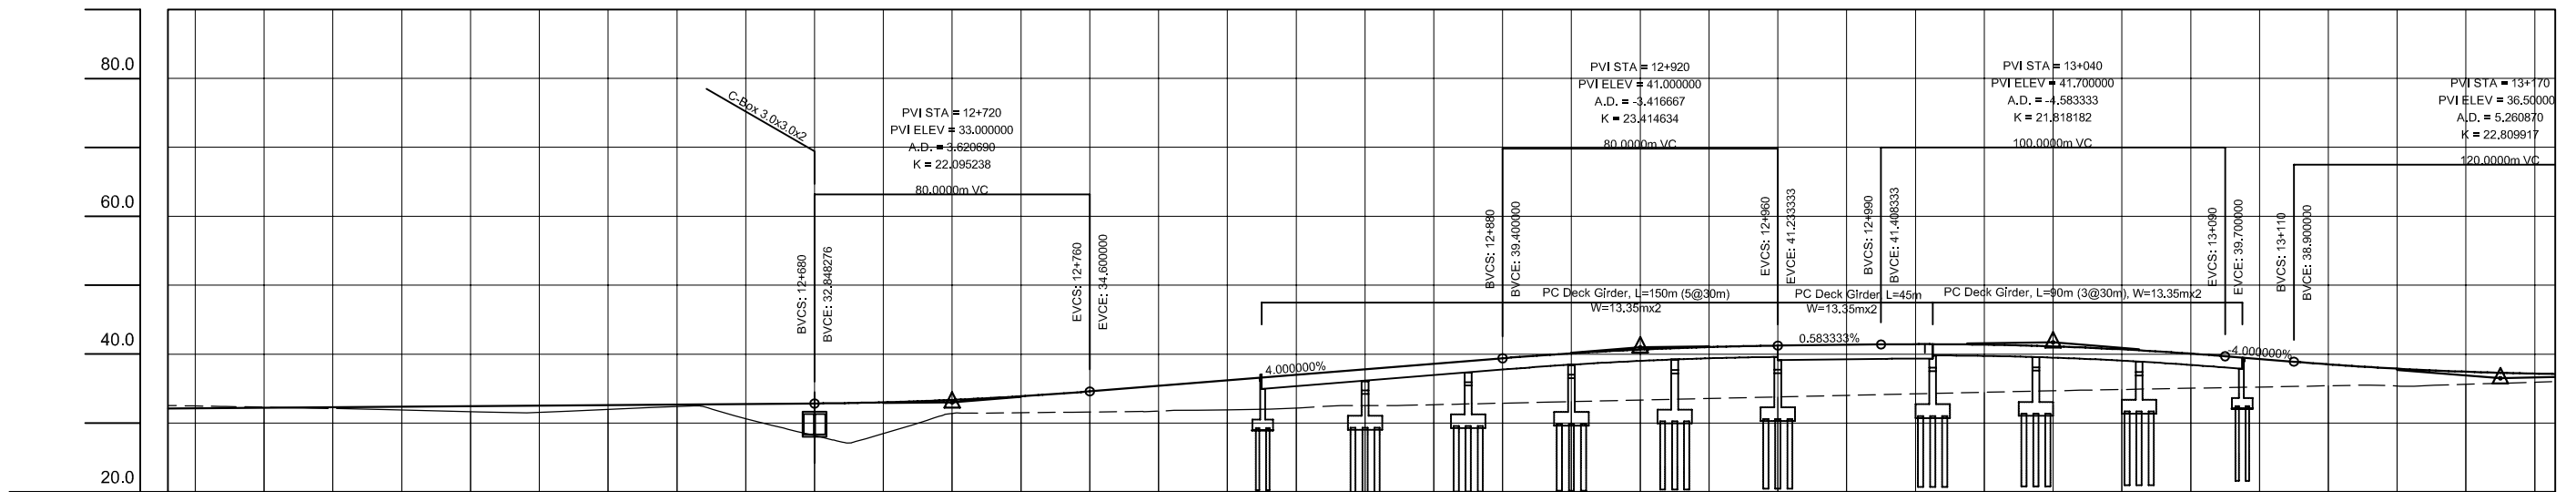 80.0
60.0
40.0
20.0
C-Box 3.0x3.0x2
PVI STA = 12+720
PVI ELEV = 33.000000
A.D. = 3.620690
K = 22.095238
80.0000m VC
BVCS: 12+680
BVCE: 32.848276
EVCS: 12+760
EVCE: 34.600000
PVI STA = 12+920
PVI ELEV = 41.000000
A.D. = -3.416667
K = 23.414634
80.0000m VC
BVCS: 12+880
BVCE: 39.400000
EVCS: 12+960
EVCE: 41.233333
PVI STA = 13+040
PVI ELEV = 41.700000
A.D. = -4.583333
K = 21.818182
100.0000m VC
BVCS: 12+990
BVCE: 41.408333
EVCS: 13+090
EVCE: 39.700000
PVI STA = 13+170
PVI ELEV = 36.500000
A.D. = 5.260870
K = 22.809917
120.0000m VC
BVCS: 13+110
BVCE: 38.900000
PC Deck Girder, L=150m (5@30m)
W=13.35mx2
PC Deck Girder, L=45m
W=13.35mx2
PC Deck Girder, L=90m (3@30m), W=13.35mx2
4.000000%
0.583333%
-4.000000%